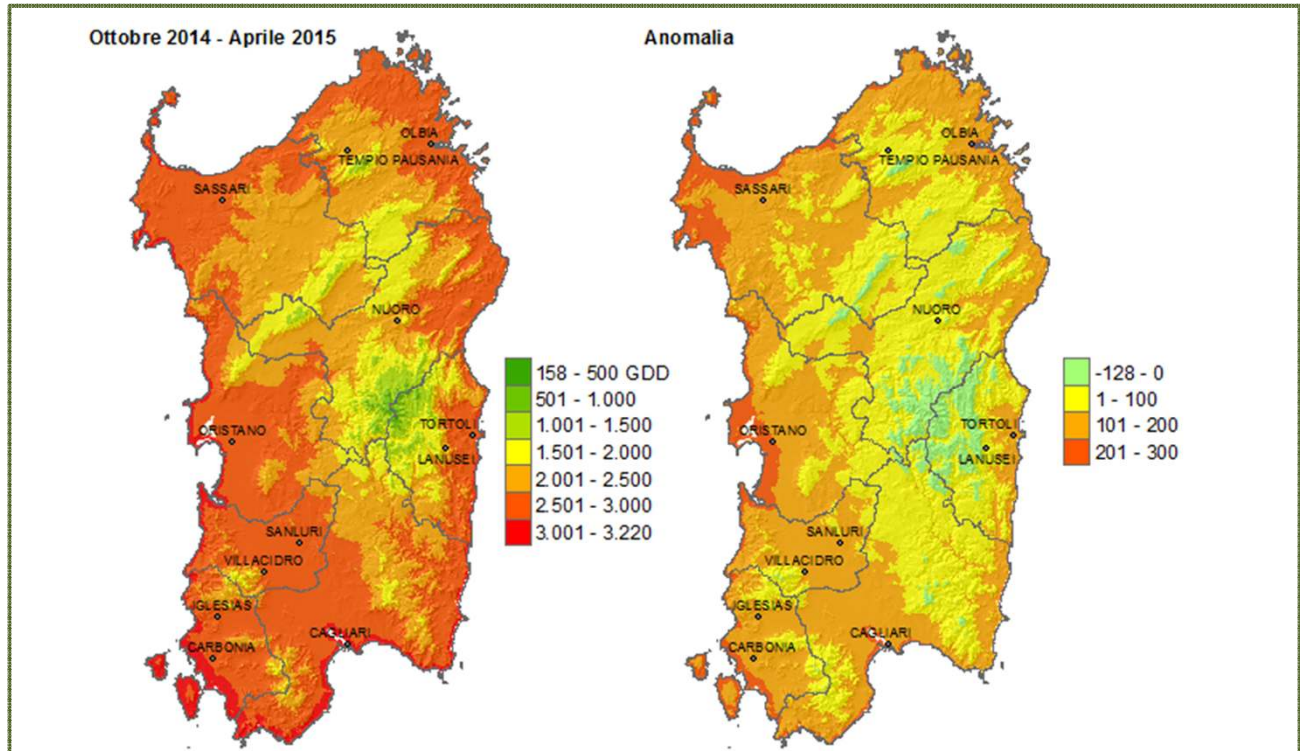 Ottobre 2014 - Aprile 2015
Anomalia
OLBIA
TEMPIO PAUSANIA
SASSARI
NUORO
ORISTANO
TORTOLI
LANUSEI
SANLURI
VILLACIDRO
IGLESIAS
CAGLIARI
CARBONIA
158 - 500 GDD
501 - 1.000
1.001 - 1.500
1.501 - 2.000
2.001 - 2.500
2.501 - 3.000
3.001 - 3.220
OLBIA
TEMPIO PAUSANIA
SASSARI
NUORO
ORISTANO
TORTOLI
LANUSEI
SANLURI
VILLACIDRO
IGLESIAS
CAGLIARI
CARBONIA
-128 - 0
1 - 100
101 - 200
201 - 300